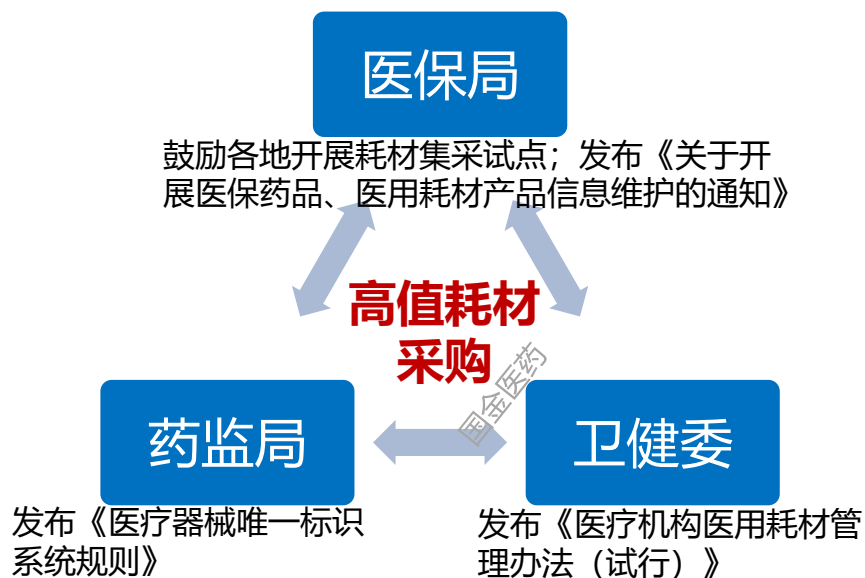 医保局
鼓励各地开展耗材集采试点；发布《关于开
展医保药品、医用耗材产品信息维护的通知》
高值耗材
采购
国金医药
药监局
卫健委
发布《医疗器械唯一标识
系统规则》
发布《医疗机构医用耗材管
理办法（试行）》